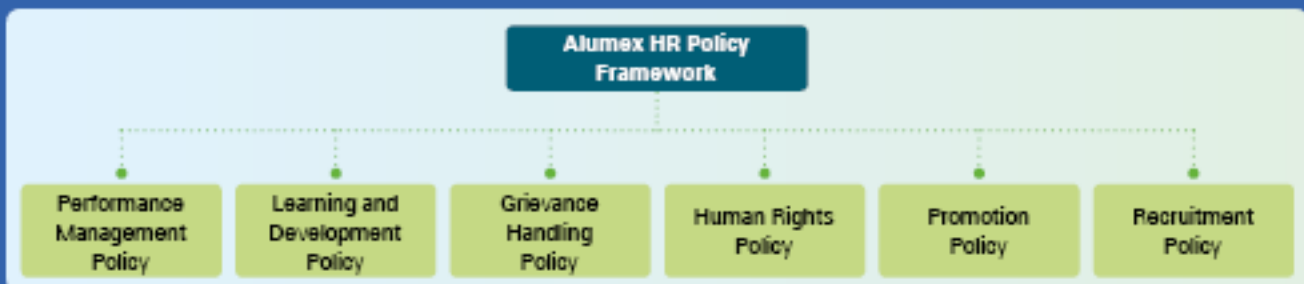 Alumex HR Policy
Framework
Performance
Management
Policy
Learning and
Development
Policy
Grievance
Handling
Policy
Human Rights
Policy
Promotion
Policy
Recruitment
Policy